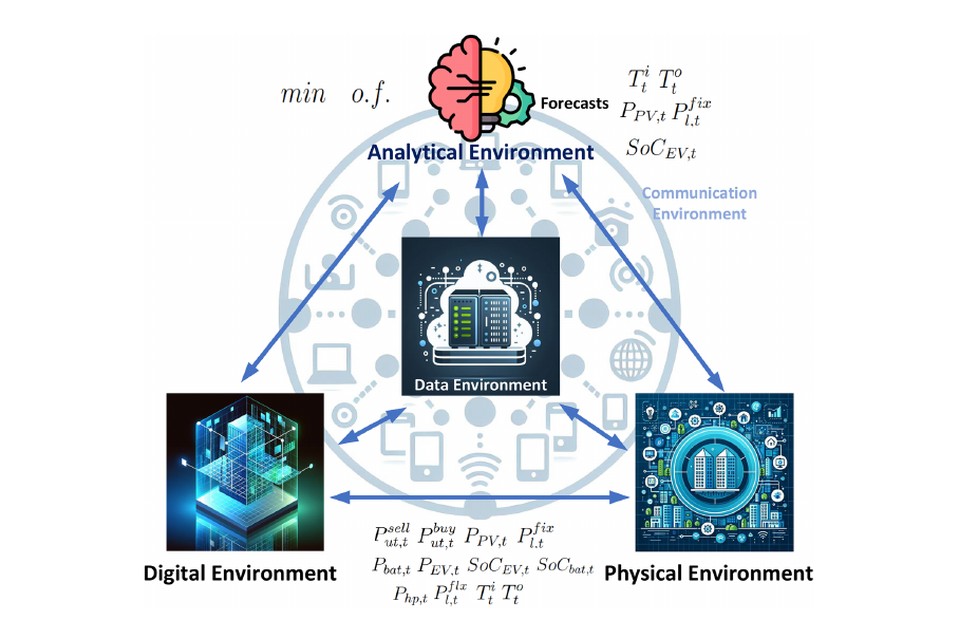 min o.f.
Forecasts
T_t^i T_t^o
P_{PV,t} P_{l,t}^{fix}
SoC_{EV,t}
Analytical Environment
Communication
Environment
Data Environment
P_{ut,t}^{sell} P_{ut,t}^{buy} P_{PV,t} P_{l,t}^{fix}
P_{bat,t} P_{EV,t} SoC_{EV,t} SoC_{bat,t}
P_{hp,t} P_{l,t}^{flx} T_t^i T_t^o
Digital Environment
Physical Environment